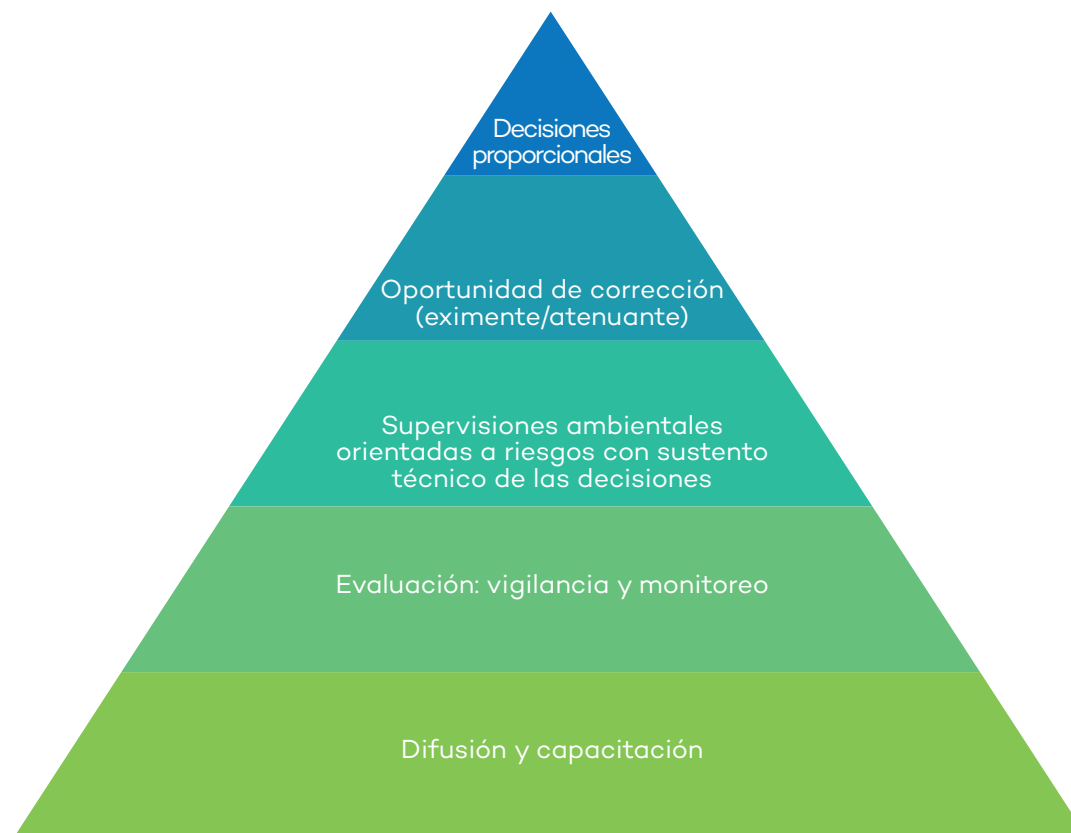 Decisiones
proporcionales
Oportunidad de corrección
(eximente/atenuante)
Supervisiones ambientales
orientadas a riesgos con sustento
técnico de las decisiones
Evaluación: vigilancia y monitoreo
Difusión y capacitación